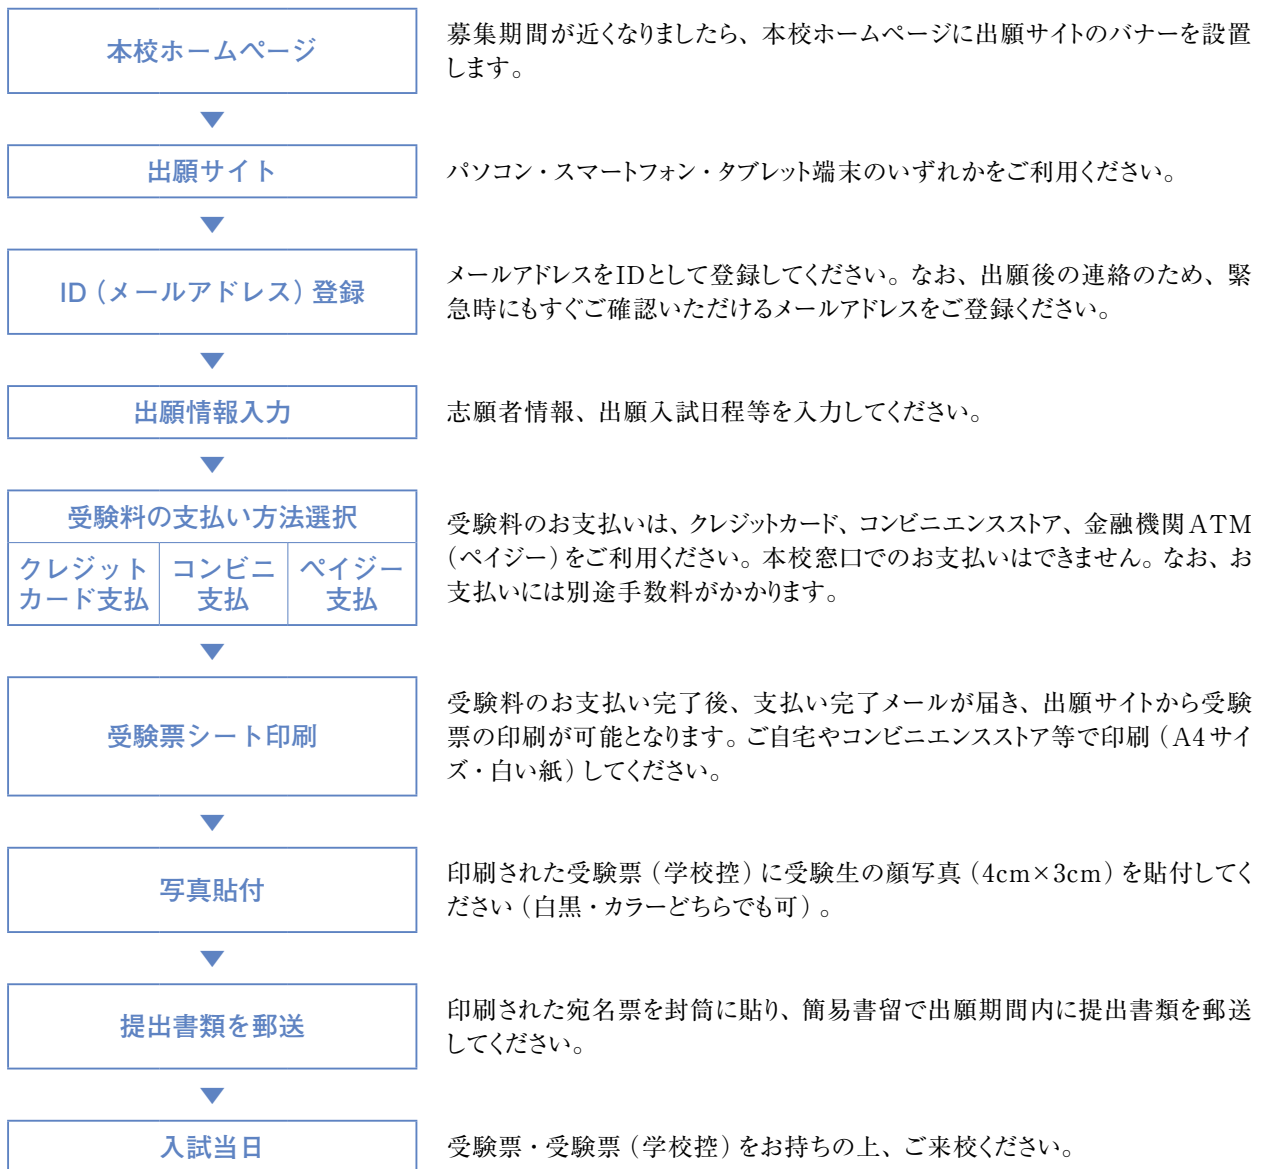 本校ホームページ
募集期間が近くなりましたら、本校ホームページに出願サイトのバナーを設置
します。
▼
出願サイト
パソコン・スマートフォン・タブレット端末のいずれかをご利用ください。
▼
ID（メールアドレス）登録
メールアドレスをIDとして登録してください。なお、出願後の連絡のため、緊
急時にもすぐご確認いただけるメールアドレスをご登録ください。
▼
出願情報入力
志願者情報、出願入試日程等を入力してください。
▼
受験料の支払い方法選択
クレジット
カード支払
コンビニ
支払
ペイジー
支払
受験料のお支払いは、クレジットカード、コンビニエンスストア、金融機関ATM
（ペイジー）をご利用ください。本校窓口でのお支払いはできません。なお、お
支払いには別途手数料がかかります。
▼
受験票シート印刷
受験料のお支払い完了後、支払い完了メールが届き、出願サイトから受験
票の印刷が可能となります。ご自宅やコンビニエンスストア等で印刷（A4サイ
ズ・白い紙）してください。
▼
写真貼付
印刷された受験票（学校控）に受験生の顔写真（4cm×3cm）を貼付してく
ださい（白黒・カラーどちらでも可）。
▼
提出書類を郵送
印刷された宛名票を封筒に貼り、簡易書留で出願期間内に提出書類を郵送
してください。
▼
入試当日
受験票・受験票（学校控）をお持ちの上、ご来校ください。